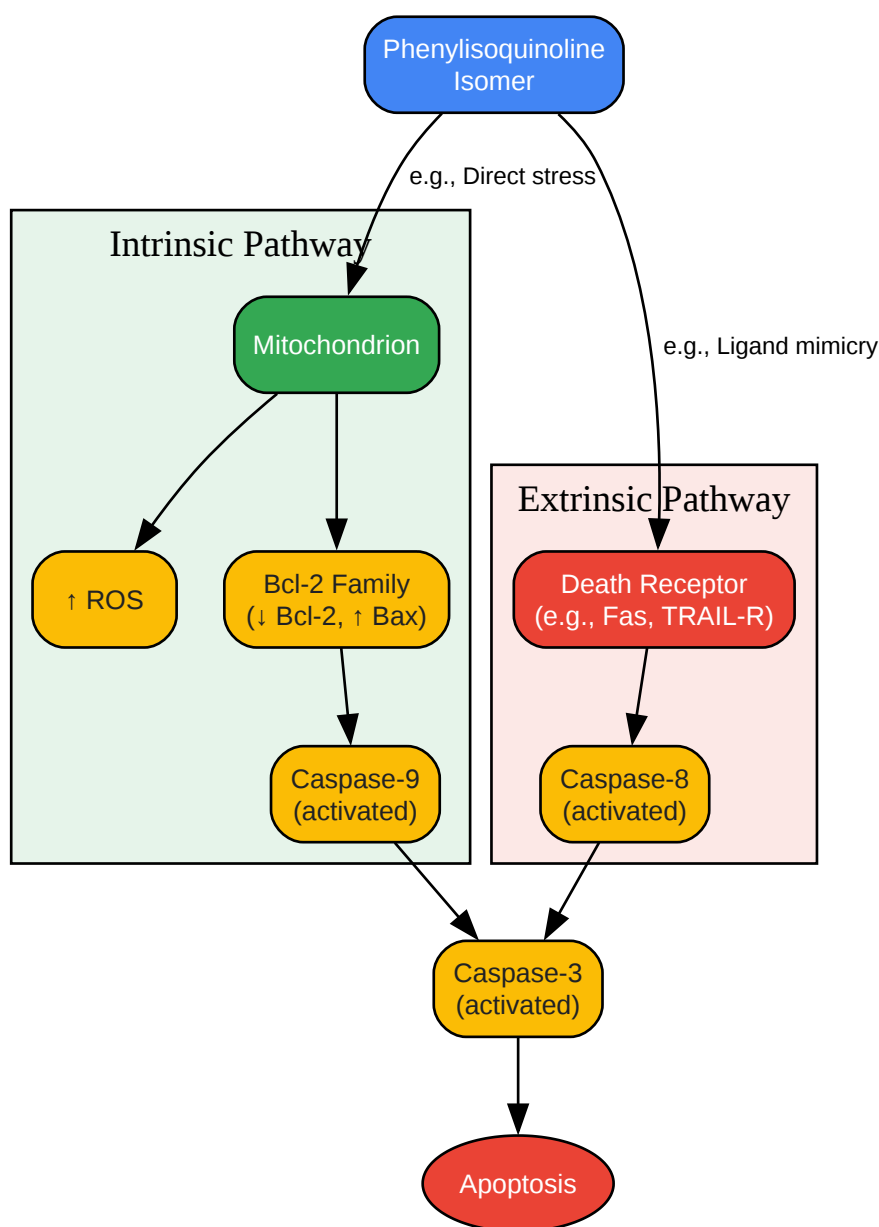 Phenylisoquinoline
Isomer
e.g., Direct stress
Intrinsic Pathway
Mitochondrion
e.g., Ligand mimicry
Extrinsic Pathway
↑ ROS
Bcl-2 Family
(↓ Bcl-2, ↑ Bax)
Death Receptor
(e.g., Fas, TRAIL-R)
Caspase-9
(activated)
Caspase-8
(activated)
Caspase-3
(activated)
Apoptosis